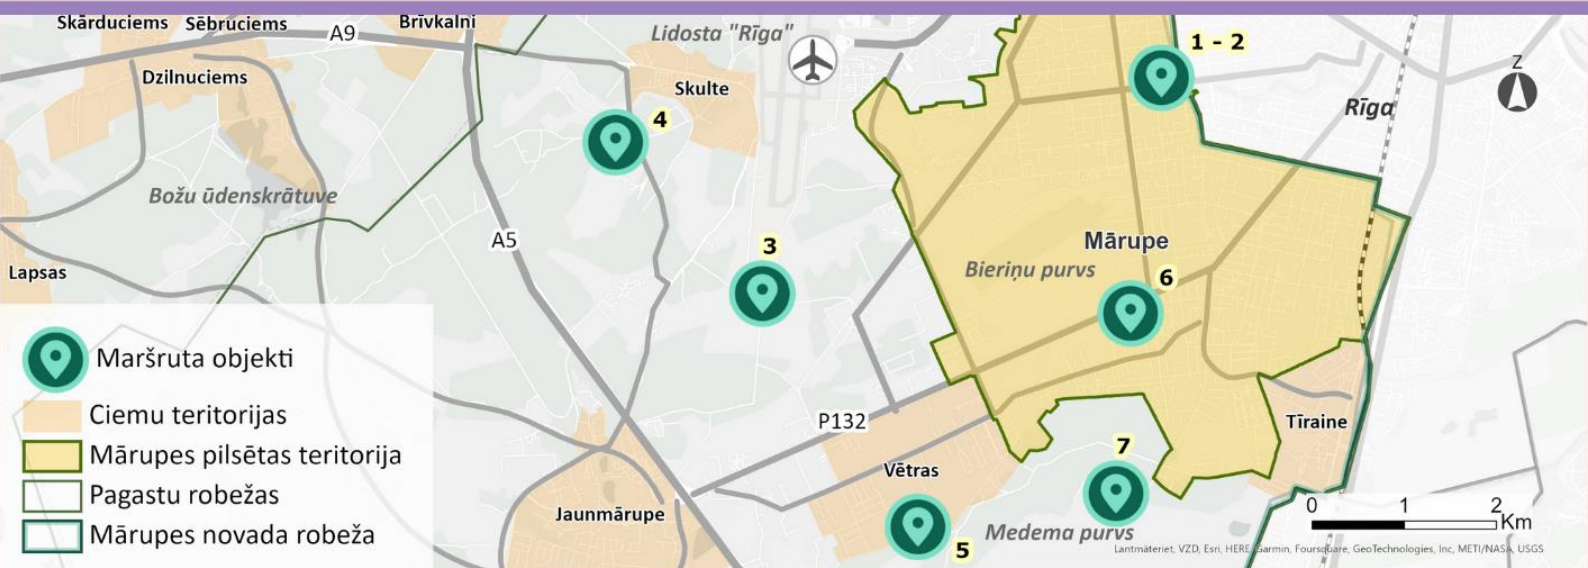 Skārduciems
Sēbruciems
Brīvkalni
A9
Lidosta "Rīga"
1 - 2
Z
Dzilnuciems
Skulte
Rīga
4
Božu ūdenskrātuve
A5
3
Mārupe
Bieriņu purvs
6
Lapsas
Maršruta objekti
Ciemu teritorijas
Mārupes pilsētas teritorija
Pagastu robežas
Mārupes novada robeža
P132
Tīraine
7
Vētras
Jaunmārupe
5
Medema purvs
0 1 2
Km
Lantmäteriet, VZD, Esri, HERE, Garmin, Foursquare, GeoTechnologies, Inc, METI/NASA, USGS